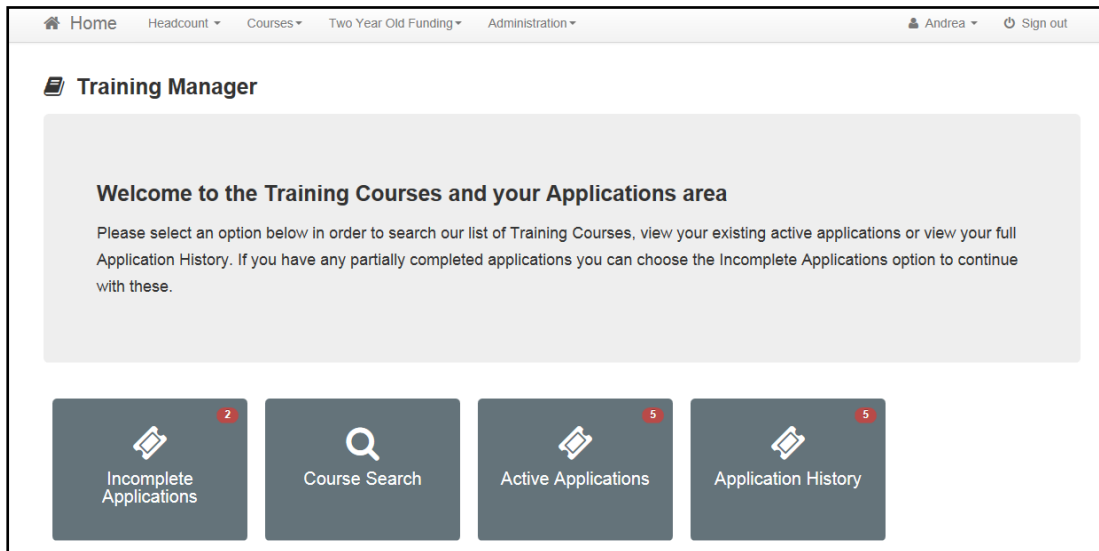 Home Headcount Courses Two Year Old Funding Administration Andrea Sign out
Training Manager
Welcome to the Training Courses and your Applications area
Please select an option below in order to search our list of Training Courses, view your existing active applications or view your full
Application History. If you have any partially completed applications you can choose the Incomplete Applications option to continue
with these.
2
Incomplete
Applications
Course Search
5
Active Applications
5
Application History